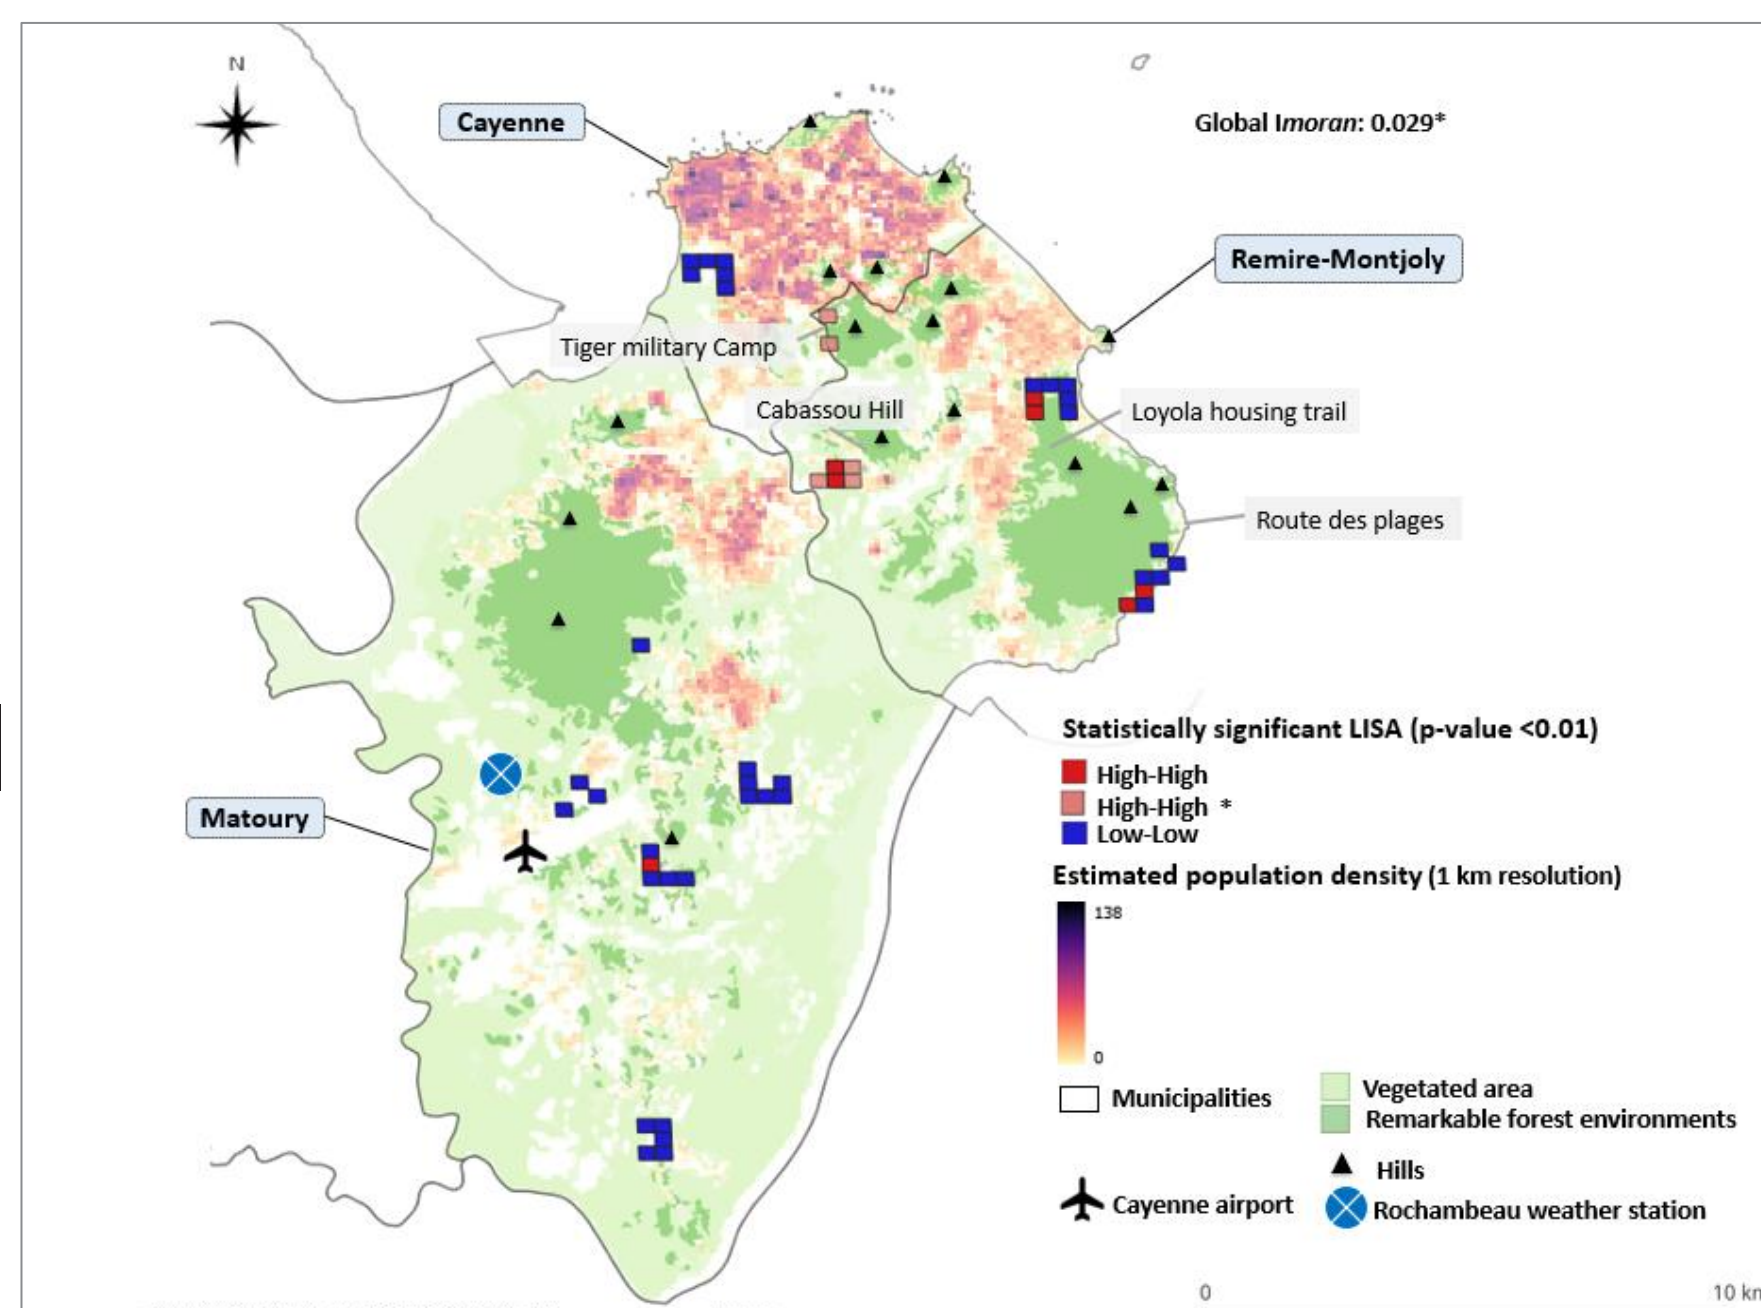 N
Cayenne
Global Imoran: 0.029*
Remire-Montjoly
Tiger military Camp
Cabassou Hill
Loyola housing trail
Route des plages
Matoury
Statistically significant LISA (p-value <0.01)
High-High
High-High *
Low-Low
Estimated population density (1 km resolution)
138
0
Municipalities
Vegetated area
Remarkable forest environments
Hills
Cayenne airport
Rochambeau weather station
0
10 km